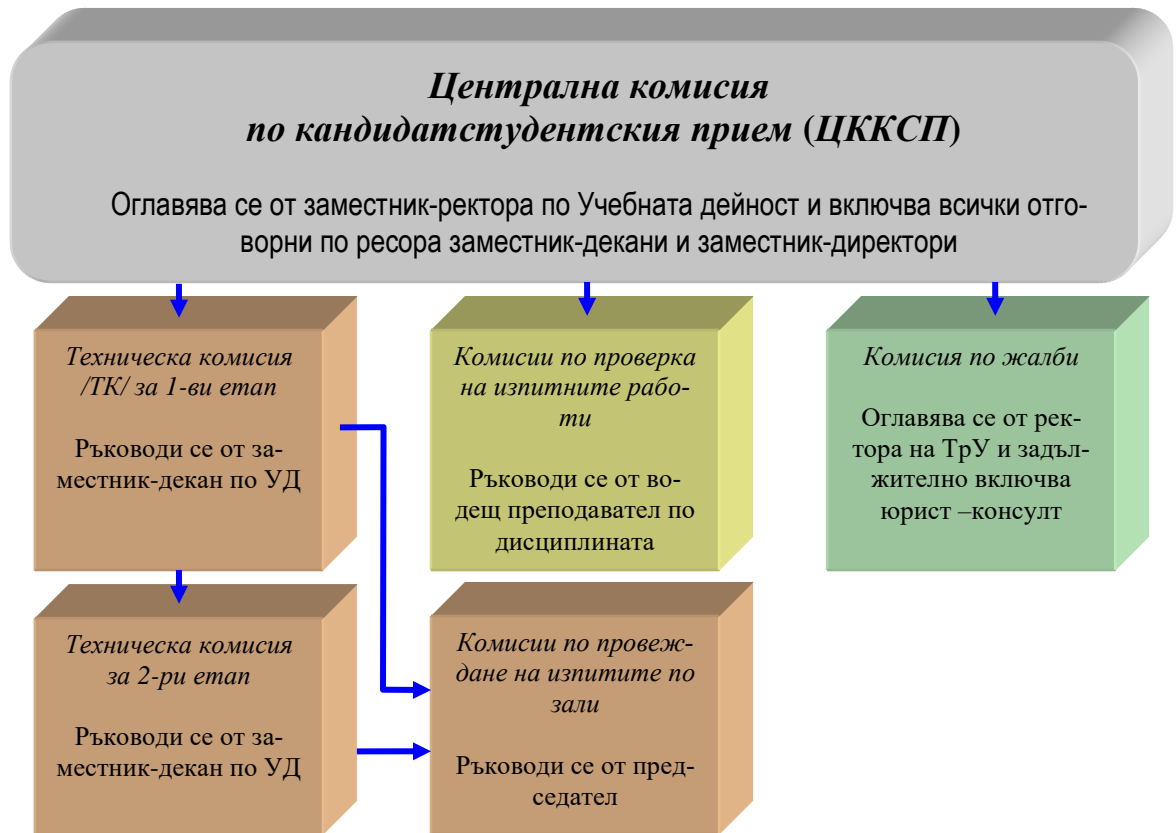 Централна комисия
по кандидатстудентския прием (ЦККСП)
Оглавява се от заместник-ректора по Учебната дейност и включва всички отго-
ворни по ресора заместник-декани и заместник-директори
Техническа комисия
/ТК/ за 1-ви етап
Ръководи се от за-
местник-декан по УД
Комисии по проверка
на изпитните рабо-
ти
Ръководи се от во-
дещ преподавател по
дисциплината
Комисия по жалби
Оглавява се от рек-
тора на ТрУ и задъл-
жително включва
юрист –консулт
Техническа комисия
за 2-ри етап
Ръководи се от за-
местник-декан по УД
Комисии по провеж-
дане на изпитите по
зали
Ръководи се от пред-
седател